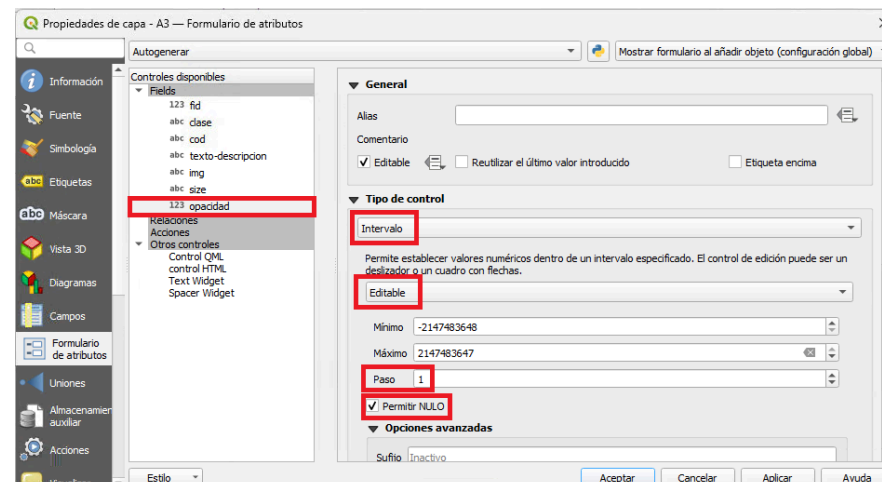 Propiedades de capa - A3 — Formulario de atributos
Autogenerar
Mostrar formulario al añadir objeto (configuración global)
Información
Fuente
Simbología
abc Etiquetas
abc Máscara
Vista 3D
Diagramas
Campos
Formulario
de atributos
Uniones
Almacenamier
auxiliar
Acciones
Controles disponibles
Fields
123 fid
abc clase
abc cod
abc texto-descripcion
abc img
abc size
123 opacidad
Relaciones
Acciones
Otros controles
Control QML
control HTML
Text Widget
Spacer Widget
Estilo
General
Alias
Comentario
Editable
Reutilizar el último valor introducido
Etiqueta encima
Tipo de control
Intervalo
Permite establecer valores numéricos dentro de un intervalo especificado. El control de edición puede ser un
deslizador o un cuadro con flechas.
Editable
Mínimo -2147483648
Máximo 2147483647
Paso 1
Permitir NULO
Opciones avanzadas
Sufijo Inactivo
Aceptar
Cancelar
Aplicar
Ayuda